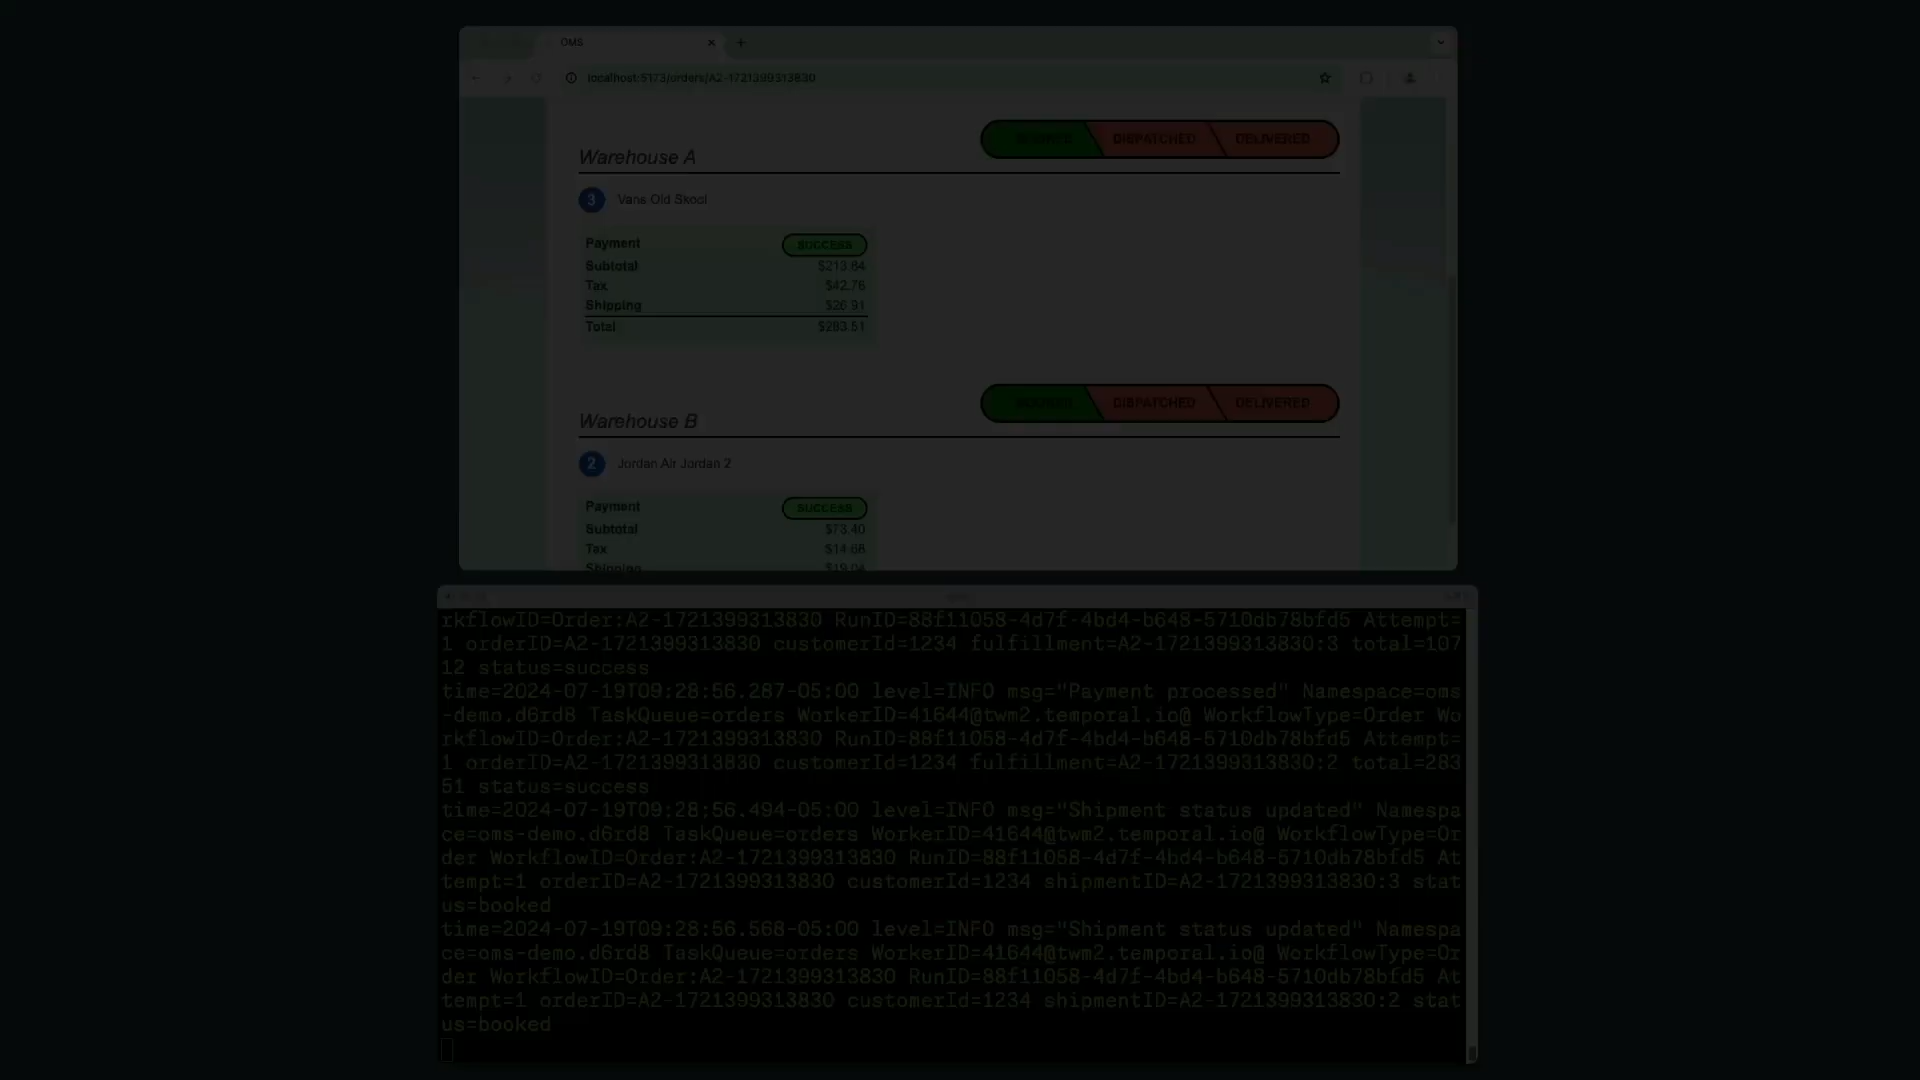 OMS
localhost:5173/orders/A2-1721399313830
BOOKED DISPATCHED DELIVERED
Warehouse A
3 Vans Old Skool
Payment SUCCESS
Subtotal $213.84
Tax $42.76
Shipping $26.91
Total $283.51
BOOKED DISPATCHED DELIVERED
Warehouse B
2 Jordan Air Jordan 2
Payment SUCCESS
Subtotal $73.40
Tax $14.68
Shipping $19.04
rkflowID=Order:A2-1721399313830 RunID=88f11058-4d7f-4bd4-b648-5710db78bfd5 Attempt=
1 orderID=A2-1721399313830 customerId=1234 fulfillment=A2-1721399313830:3 total=107
12 status=success
time=2024-07-19T09:28:56.287-05:00 level=INFO msg="Payment processed" Namespace=oms
-demo.d6rd8 TaskQueue=orders WorkerID=41644@twm2.temporal.io@ WorkflowType=Order Wo
rkflowID=Order:A2-1721399313830 RunID=88f11058-4d7f-4bd4-b648-5710db78bfd5 Attempt=
1 orderID=A2-1721399313830 customerId=1234 fulfillment=A2-1721399313830:2 total=283
51 status=success
time=2024-07-19T09:28:56.494-05:00 level=INFO msg="Shipment status updated" Namespa
ce=oms-demo.d6rd8 TaskQueue=orders WorkerID=41644@twm2.temporal.io@ WorkflowType=Or
der WorkflowID=Order:A2-1721399313830 RunID=88f11058-4d7f-4bd4-b648-5710db78bfd5 At
tempt=1 orderID=A2-1721399313830 customerId=1234 shipmentID=A2-1721399313830:3 stat
us=booked
time=2024-07-19T09:28:56.568-05:00 level=INFO msg="Shipment status updated" Namespa
ce=oms-demo.d6rd8 TaskQueue=orders WorkerID=41644@twm2.temporal.io@ WorkflowType=Or
der WorkflowID=Order:A2-1721399313830 RunID=88f11058-4d7f-4bd4-b648-5710db78bfd5 At
tempt=1 orderID=A2-1721399313830 customerId=1234 shipmentID=A2-1721399313830:2 stat
us=booked